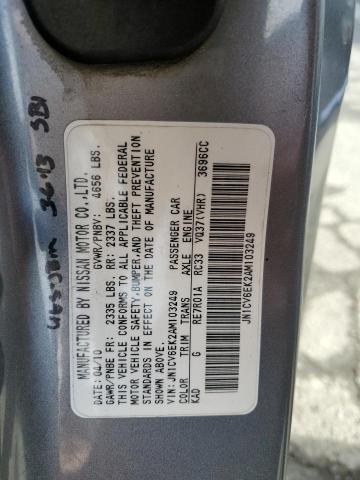 MANUFACTURED BY NISSAN MOTOR CO.,LTD.
04/10 GVWR/PNBV: 4656 LBS.
GAWR/PNBE FR: 2335 LBS. RR: 2337 LBS.
THIS VEHICLE CONFORMS TO ALL APPLICABLE FEDERAL
MOTOR VEHICLE SAFETY,BUMPER,AND THEFT PREVENTION
STANDARDS IN EFFECT ON THE DATE OF MANUFACTURE
SHOWN ABOVE.
VIN:JN1CV6EK2AM103249 PASSENGER CAR
COLOR TRIM TRANS AXLE ENGINE
KAD G RE7R01A RC33 VQ37(VHR) 3696CC
JN1CV6EK2AM103249
36-13 SB1